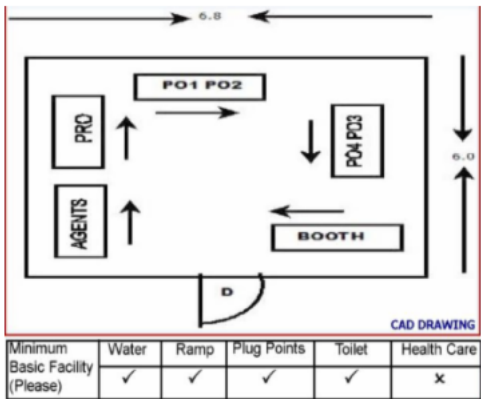 6.8
PO1 PO2
PRO
PO4 PO3
6.0
AGENTS
BOOTH
D
CAD DRAWING
Minimum Basic Facility (Please) Water Ramp Plug Points Toilet Health Care
✓ ✓ ✓ ✓ x